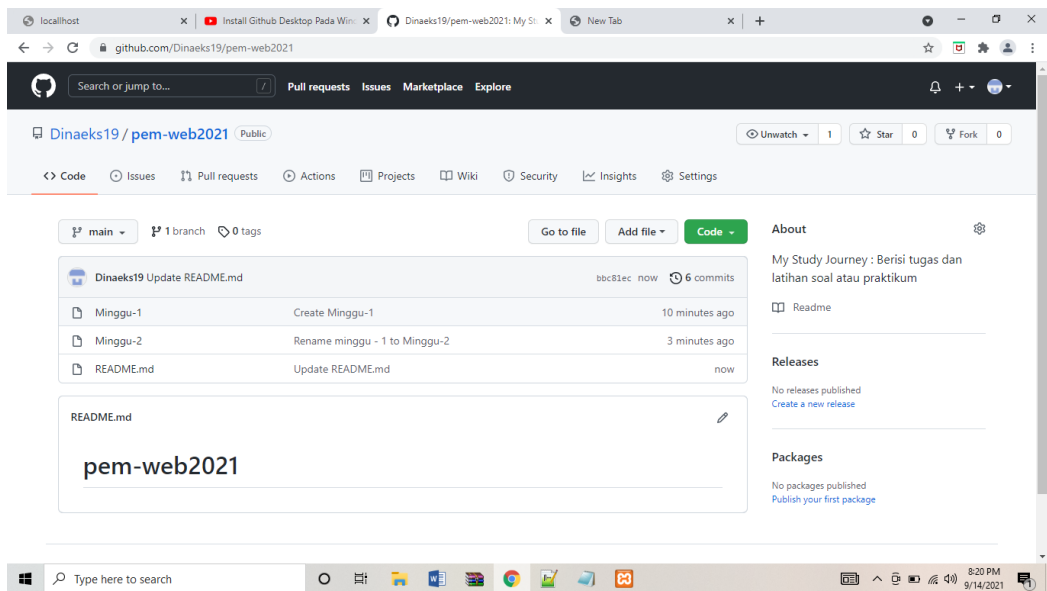 localhost
Install Github Desktop Pada Winc
Dinaeks19/pem-web2021: My St
New Tab
github.com/Dinaeks19/pem-web2021
Search or jump to... /
Pull requests Issues Marketplace Explore
Dinaeks19 / pem-web2021 Public
Unwatch 1 Star 0 Fork 0
Code Issues Pull requests Actions Projects Wiki Security Insights Settings
main 1 branch 0 tags Go to file Add file Code
Dinaeks19 Update README.md bbc81ec now 6 commits
Minggu-1 Create Minggu-1 10 minutes ago
Minggu-2 Rename minggu - 1 to Minggu-2 3 minutes ago
README.md Update README.md now
README.md
pem-web2021
About
My Study Journey : Berisi tugas dan
latihan soal atau praktikum
Readme
Releases
No releases published
Create a new release
Packages
No packages published
Publish your first package
Type here to search
8:20 PM
9/14/2021